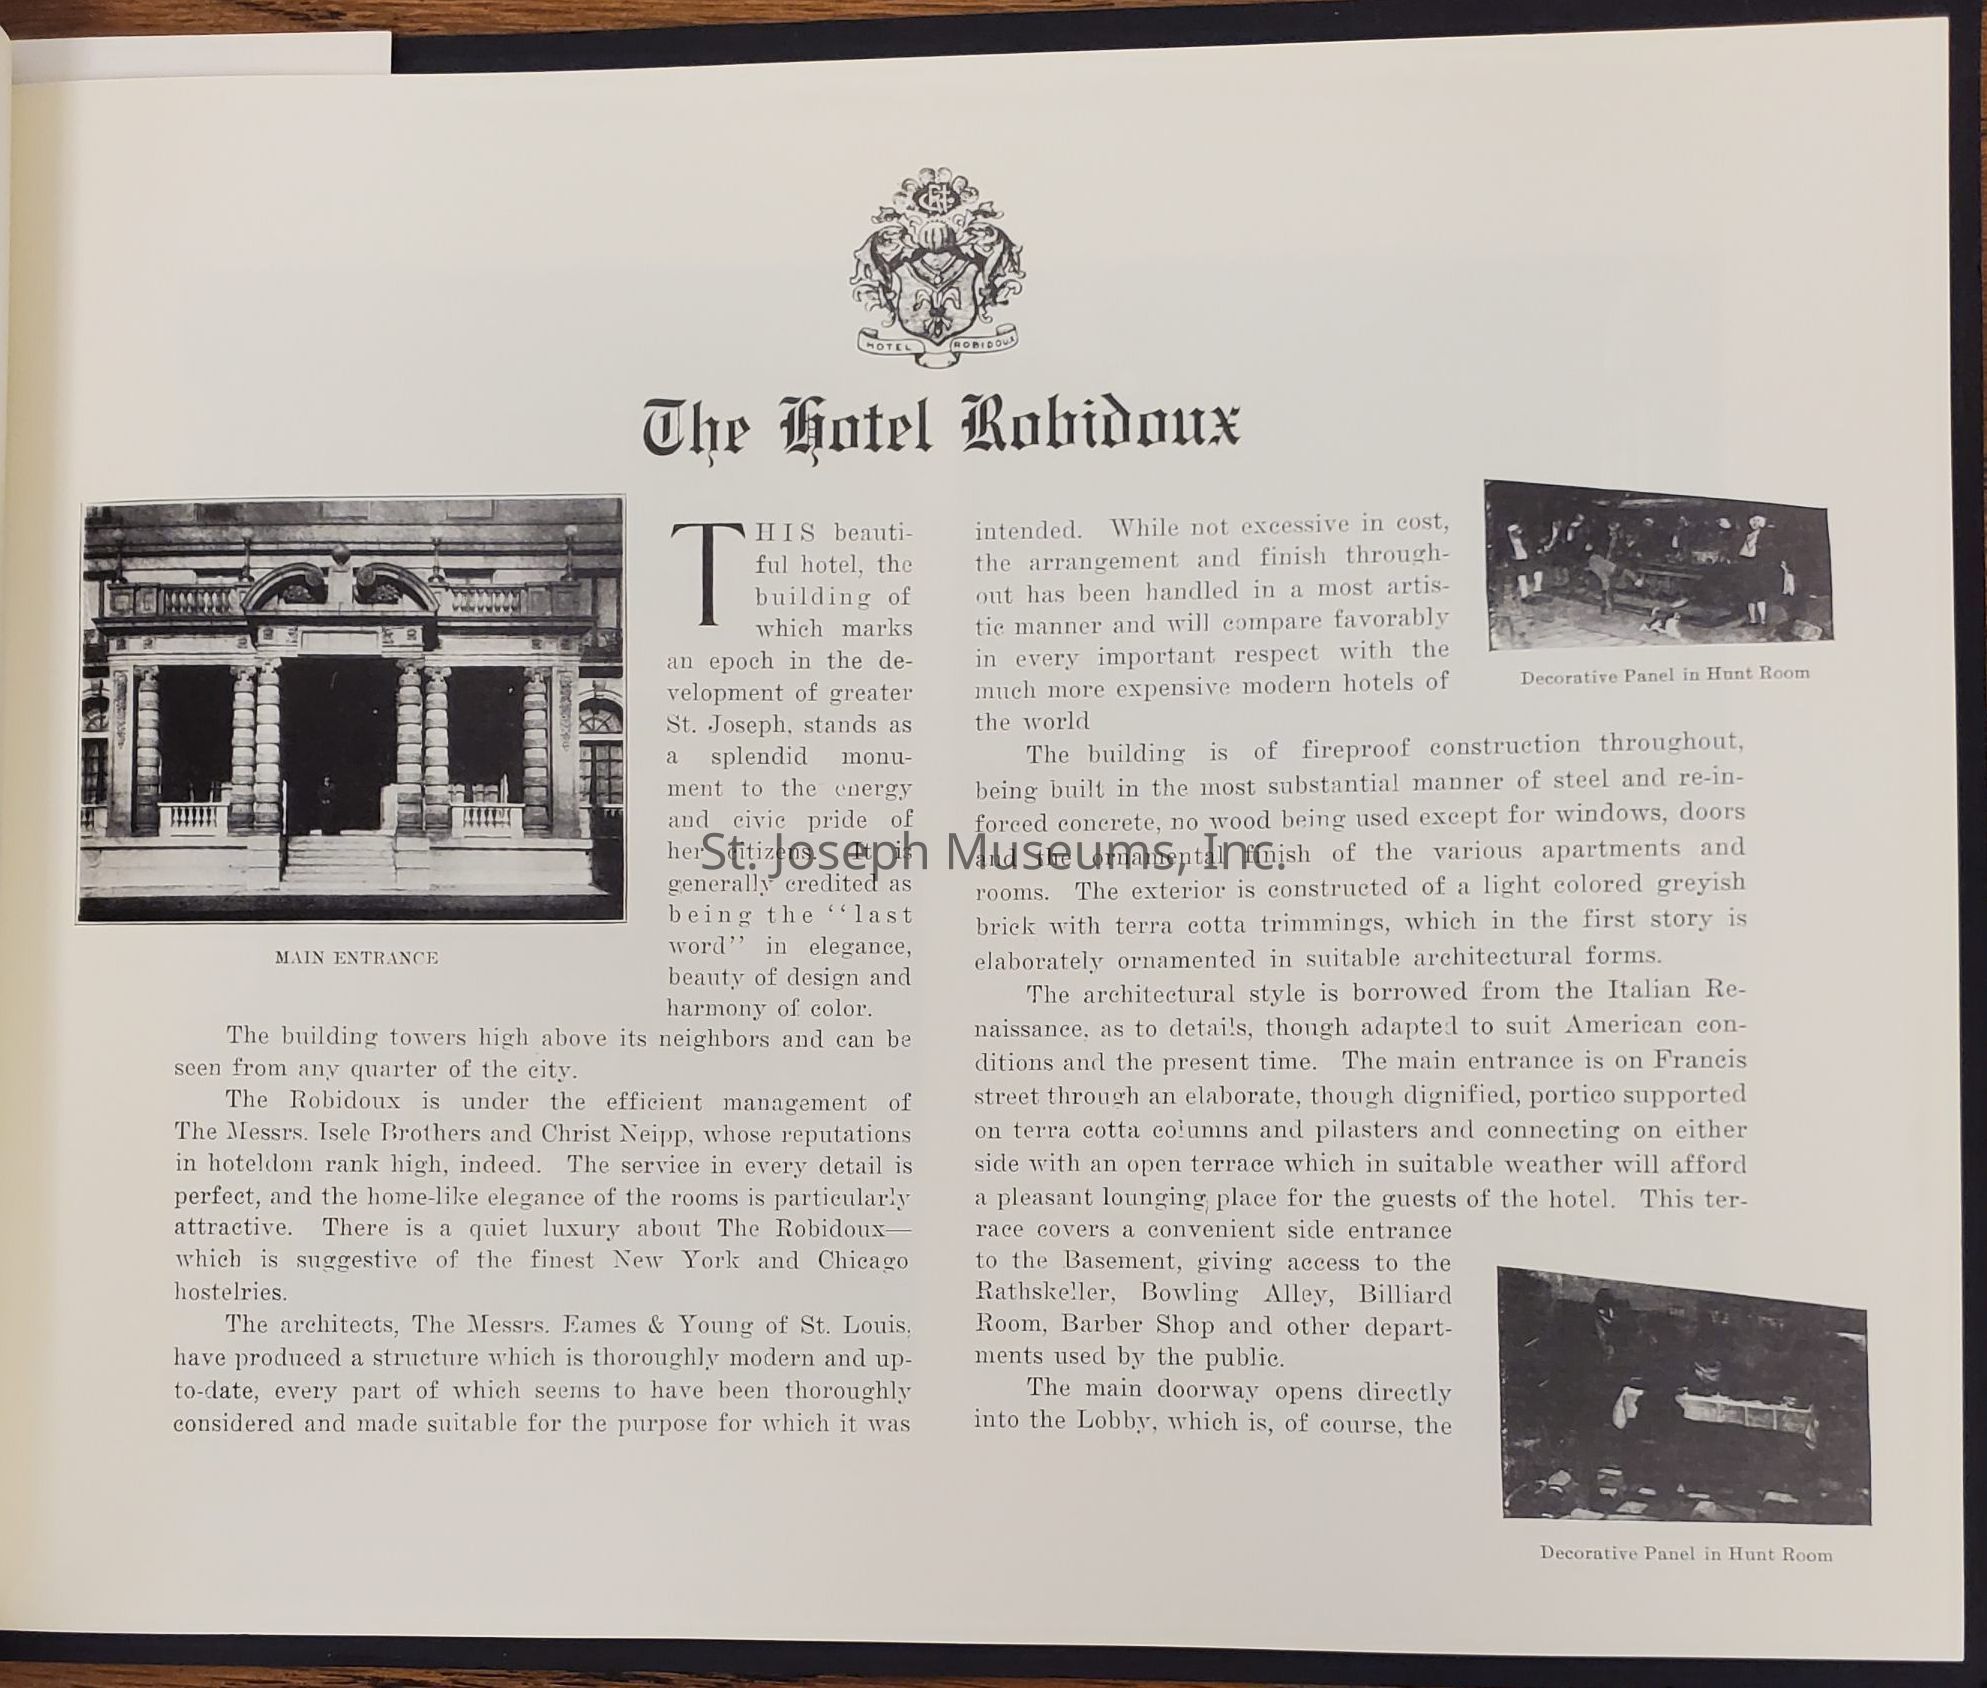 HOTEL ROBIDOUX
The Hotel Robidoux
MAIN ENTRANCE
THIS beauti-
ful hotel, the
building of
which marks
an epoch in the de-
velopment of greater
St. Joseph, stands as
a splendid monu-
ment to the energy
and civic pride of
her citizens. It is
generally credited as
being the "last
word" in elegance,
beauty of design and
harmony of color.
The building towers high above its neighbors and can be
seen from any quarter of the city.
The Robidoux is under the efficient management of
The Messrs. Isele Brothers and Christ Neipp, whose reputations
in hoteldom rank high, indeed. The service in every detail is
perfect, and the home-like elegance of the rooms is particularly
attractive. There is a quiet luxury about The Robidoux—
which is suggestive of the finest New York and Chicago
hostelries.
The architects, The Messrs. Eames & Young of St. Louis,
have produced a structure which is thoroughly modern and up-
to-date, every part of which seems to have been thoroughly
considered and made suitable for the purpose for which it was
intended. While not excessive in cost,
the arrangement and finish through-
out has been handled in a most artis-
tic manner and will compare favorably
in every important respect with the
much more expensive modern hotels of
the world
Decorative Panel in Hunt Room
The building is of fireproof construction throughout,
being built in the most substantial manner of steel and re-in-
forced concrete, no wood being used except for windows, doors
and the ornamental finish of the various apartments and
rooms. The exterior is constructed of a light colored greyish
brick with terra cotta trimmings, which in the first story is
elaborately ornamented in suitable architectural forms.
The architectural style is borrowed from the Italian Re-
naissance, as to details, though adapted to suit American con-
ditions and the present time. The main entrance is on Francis
street through an elaborate, though dignified, portico supported
on terra cotta columns and pilasters and connecting on either
side with an open terrace which in suitable weather will afford
a pleasant lounging place for the guests of the hotel. This ter-
race covers a convenient side entrance
to the Basement, giving access to the
Rathskeller, Bowling Alley, Billiard
Room, Barber Shop and other depart-
ments used by the public.
The main doorway opens directly
into the Lobby, which is, of course, the
Decorative Panel in Hunt Room
St. Joseph Museums, Inc.